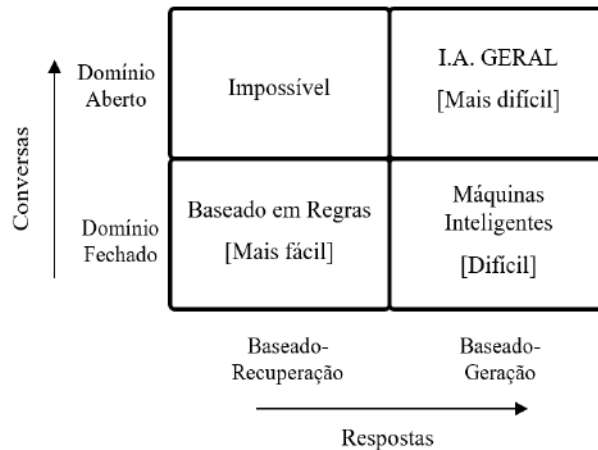 Conversas
Domínio
Aberto
Impossível
I.A. GERAL
[Mais difícil]
Domínio
Fechado
Baseado em Regras
[Mais fácil]
Máquinas
Inteligentes
[Difícil]
Baseado-
Recuperação
Baseado-
Geração
Respostas